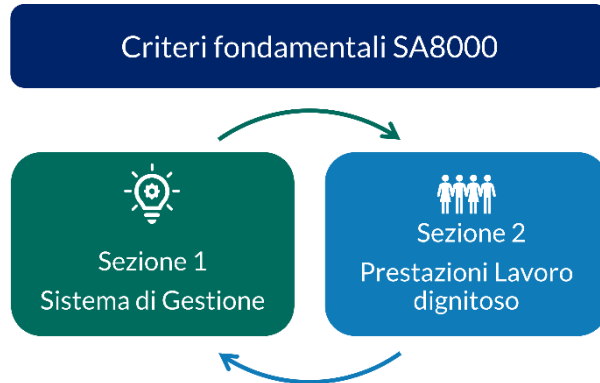 Criteri fondamentali SA8000
Sezione 1
Sistema di Gestione
Sezione 2
Prestazioni Lavoro
dignitoso